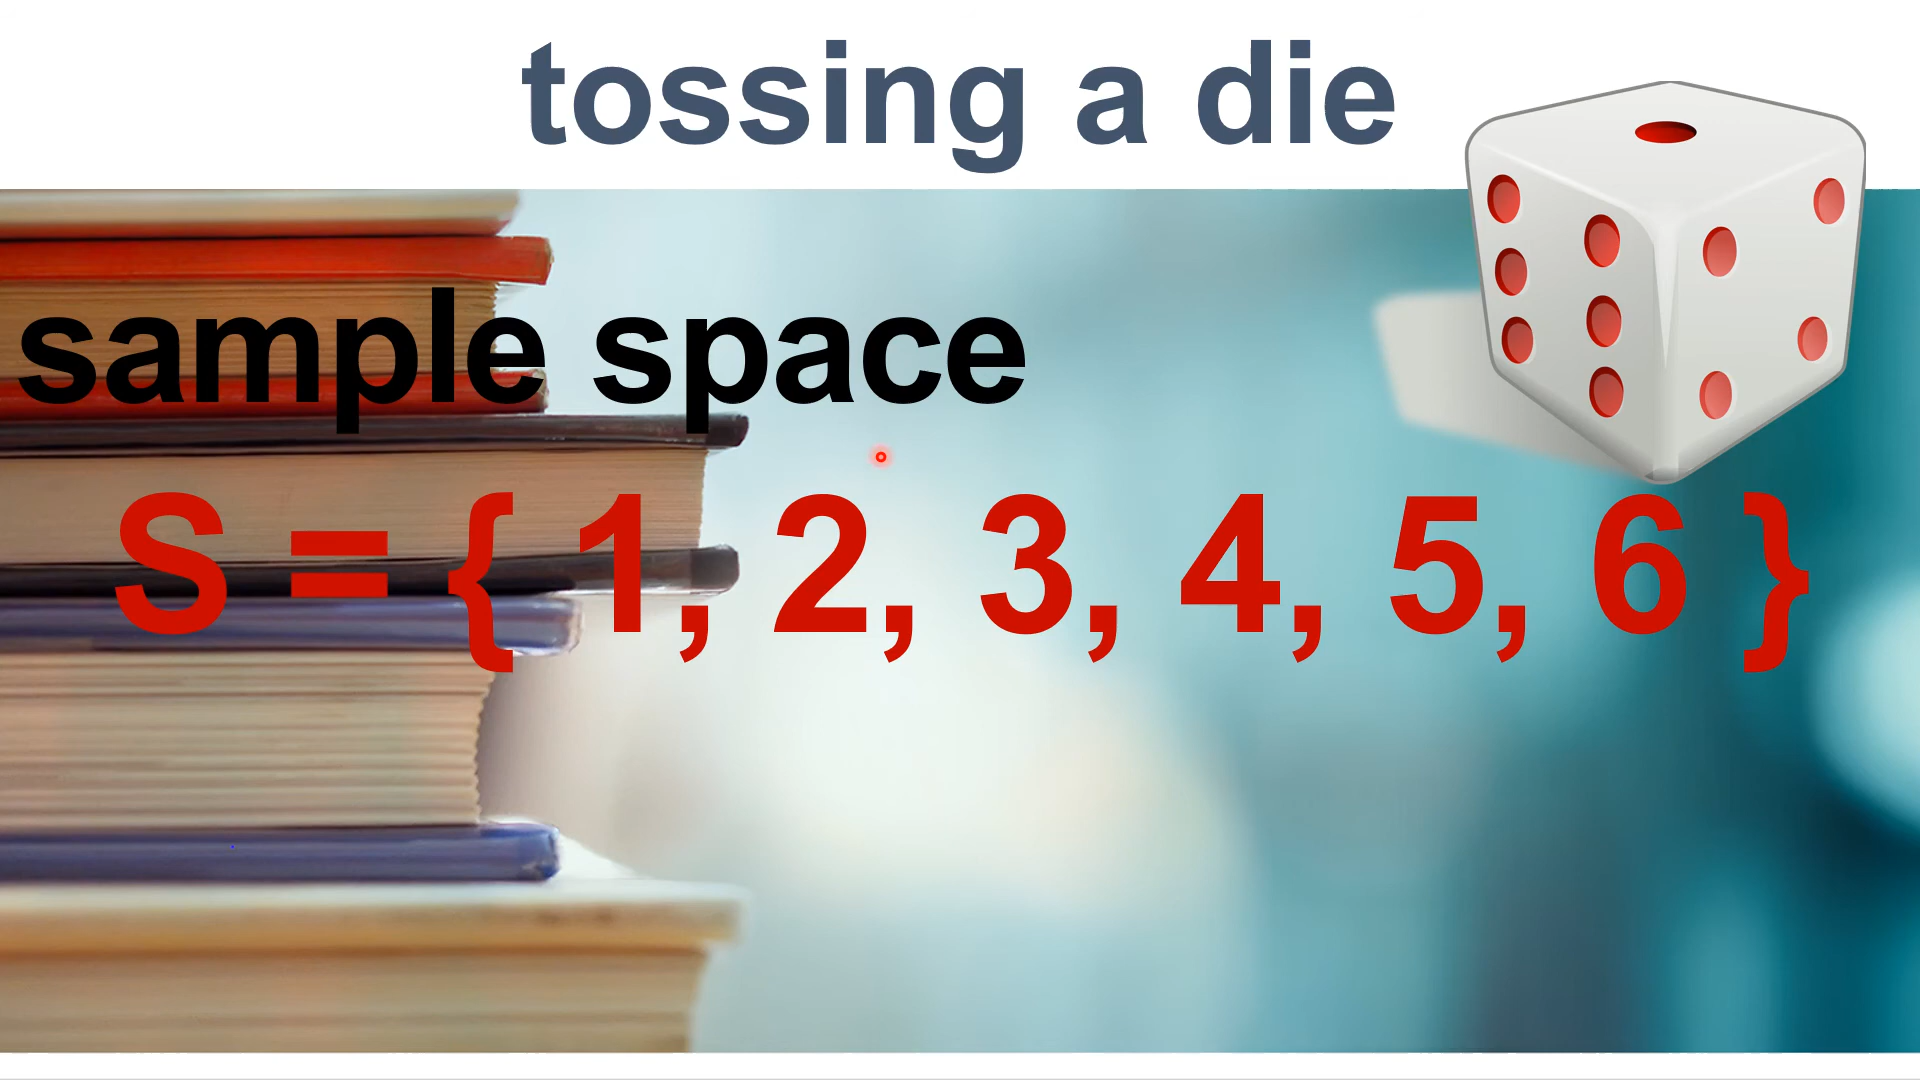 tossing a die
sample space
S = { 1, 2, 3, 4, 5, 6 }